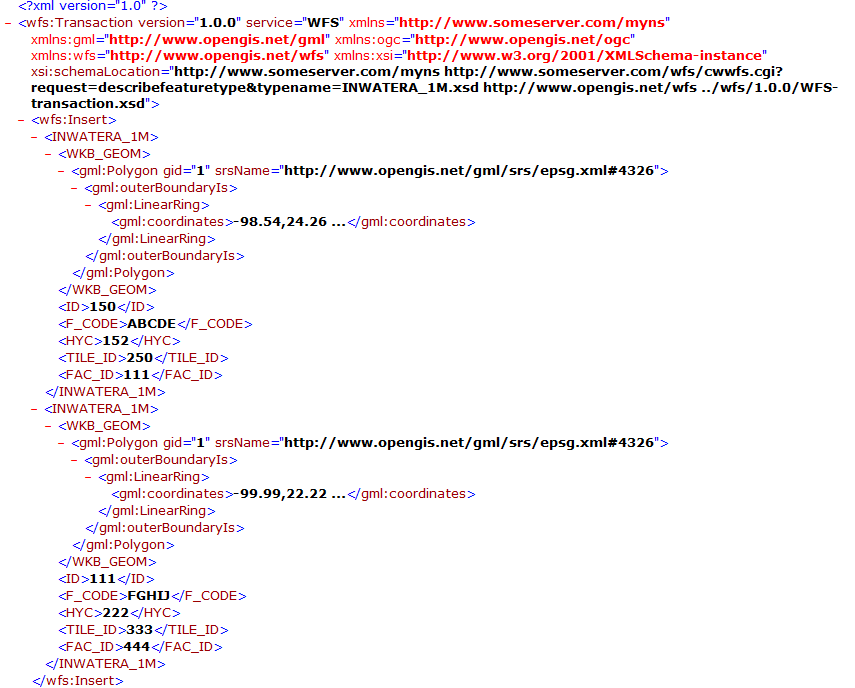 <?xml version="1.0" ?>
- <wfs:Transaction version="1.0.0" service="WFS" xmlns="http://www.someserver.com/myns"
xmlns:gml="http://www.opengis.net/gml" xmlns:ogc="http://www.opengis.net/ogc"
xmlns:wfs="http://www.opengis.net/wfs" xmlns:xsi="http://www.w3.org/2001/XMLSchema-instance"
xsi:schemaLocation="http://www.someserver.com/myns http://www.someserver.com/wfs/cwwfs.cgi?
request=describefeaturetype&typename=INWATERA_1M.xsd http://www.opengis.net/wfs ../wfs/1.0.0/WFS-
transaction.xsd">
- <wfs:Insert>
- <INWATERA_1M>
- <WKB_GEOM>
- <gml:Polygon gid="1" srsName="http://www.opengis.net/gml/srs/epsg.xml#4326">
- <gml:outerBoundaryIs>
- <gml:LinearRing>
<gml:coordinates>-98.54,24.26 ...</gml:coordinates>
</gml:LinearRing>
</gml:outerBoundaryIs>
</gml:Polygon>
</WKB_GEOM>
<ID>150</ID>
<F_CODE>ABCDE</F_CODE>
<HYC>152</HYC>
<TILE_ID>250</TILE_ID>
<FAC_ID>111</FAC_ID>
</INWATERA_1M>
- <INWATERA_1M>
- <WKB_GEOM>
- <gml:Polygon gid="1" srsName="http://www.opengis.net/gml/srs/epsg.xml#4326">
- <gml:outerBoundaryIs>
- <gml:LinearRing>
<gml:coordinates>-99.99,22.22 ...</gml:coordinates>
</gml:LinearRing>
</gml:outerBoundaryIs>
</gml:Polygon>
</WKB_GEOM>
<ID>111</ID>
<F_CODE>FGHIJ</F_CODE>
<HYC>222</HYC>
<TILE_ID>333</TILE_ID>
<FAC_ID>444</FAC_ID>
</INWATERA_1M>
</wfs:Insert>